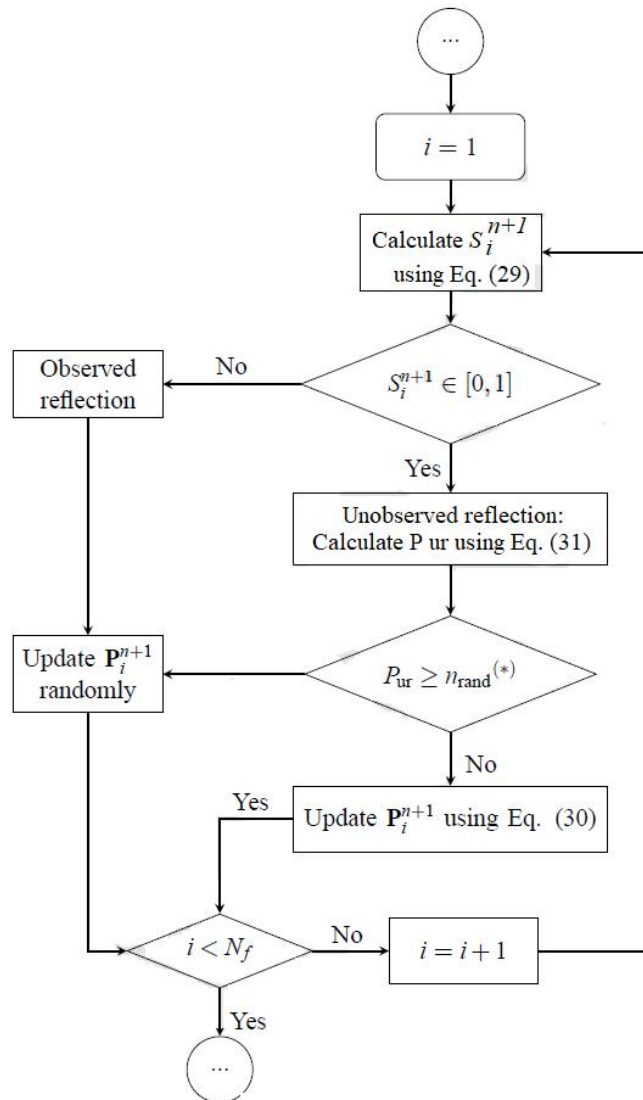 ...
i = 1
Calculate S_i^{n+1}
using Eq. (29)
Observed
reflection
No
S_i^{n+1} ∈ [0, 1]
Yes
Unobserved reflection:
Calculate P ur using Eq. (31)
Update P_i^{n+1}
randomly
P_ur ≥ n_rand^(*)
No
Yes
Update P_i^{n+1} using Eq. (30)
i < N_f
No
i = i + 1
Yes
...